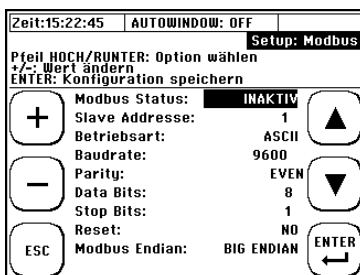 Zeit:15:22:45 AUTOWINDOW: OFF
Setup: Modbus
Pfeil HOCH/RUNTER: Option wählen
+/-: Wert ändern
ENTER: Konfiguration speichern
+
Modbus Status: INAKTIV
Slave Addresse: 1
Betriebsart: ASCII
Baudrate: 9600
Parity: EVEN
−
Data Bits: 8
Stop Bits: 1
Reset: NO
ESC
Modbus Endian: BIG ENDIAN
ENTER